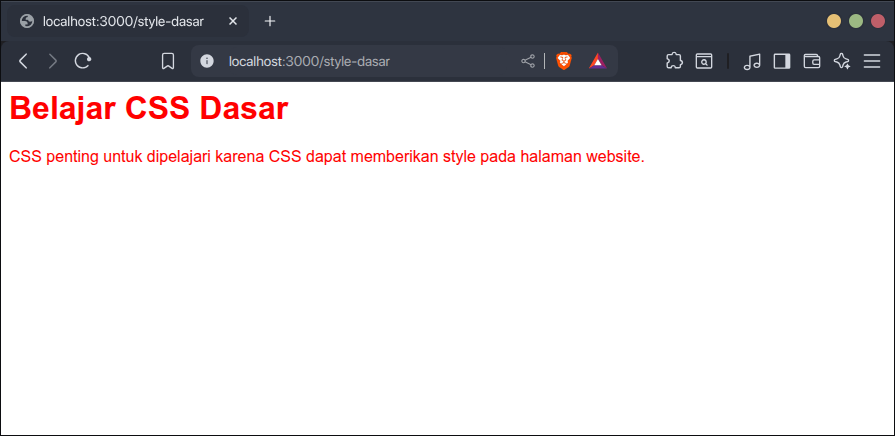 localhost:3000/style-dasar
localhost:3000/style-dasar
Belajar CSS Dasar
CSS penting untuk dipelajari karena CSS dapat memberikan style pada halaman website.